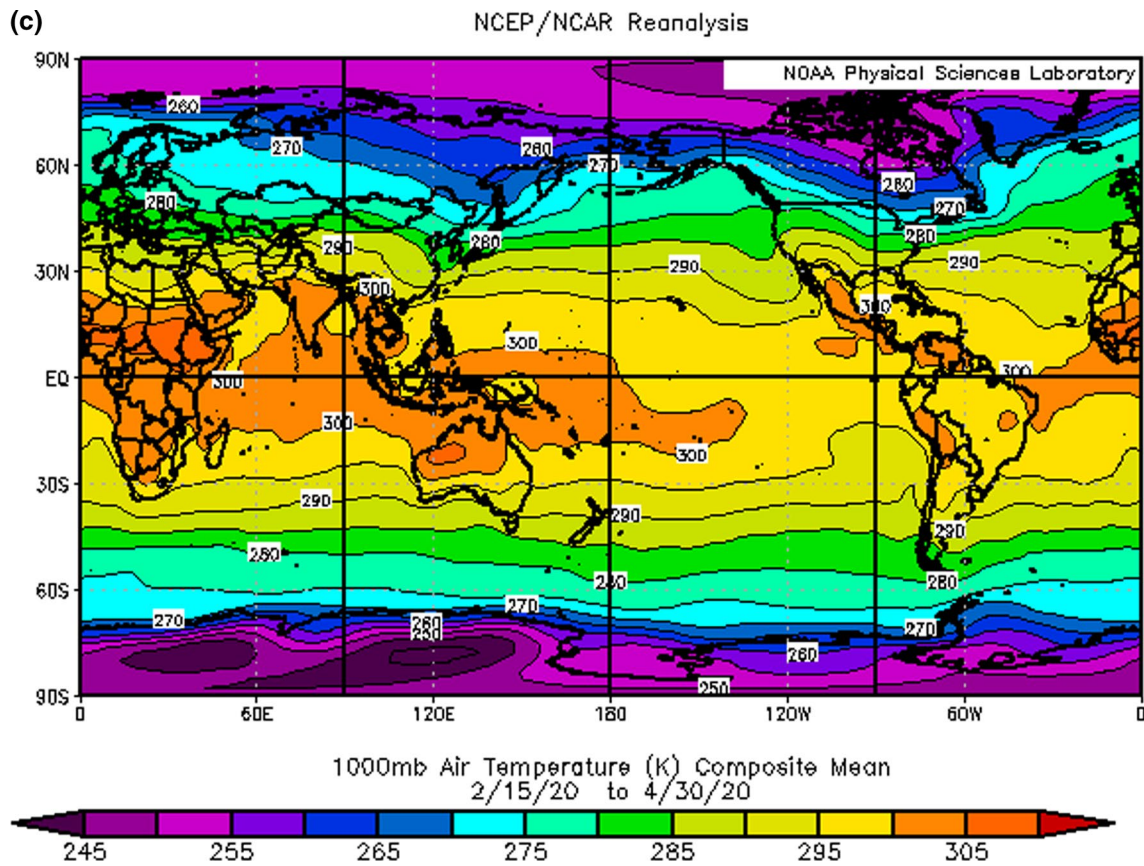 (c)
NCEP/NCAR Reanalysis
90N
NOAA Physical Sciences Laboratory
260
270
260
270
60N
280
280
270
280
280
290
290
290
30N
300
300
300
300
EQ
300
300
300
30S
290
290
290
280
280
280
60S
270
270
270
260
260
250
250
90S
0
60E
120E
180
120W
60W
0
1000mb Air Temperature (K) Composite Mean
2/15/20 to 4/30/20
245
255
265
275
285
295
305